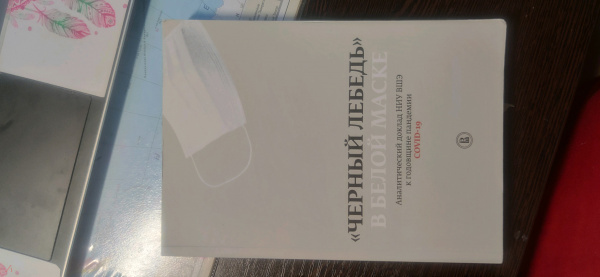 «ЧЕРНЫЙ ЛЕБЕДЬ»
В БЕЛОЙ МАСКЕ
Аналитический доклад НИУ ВШЭ
к годовщине пандемии
COVID-19